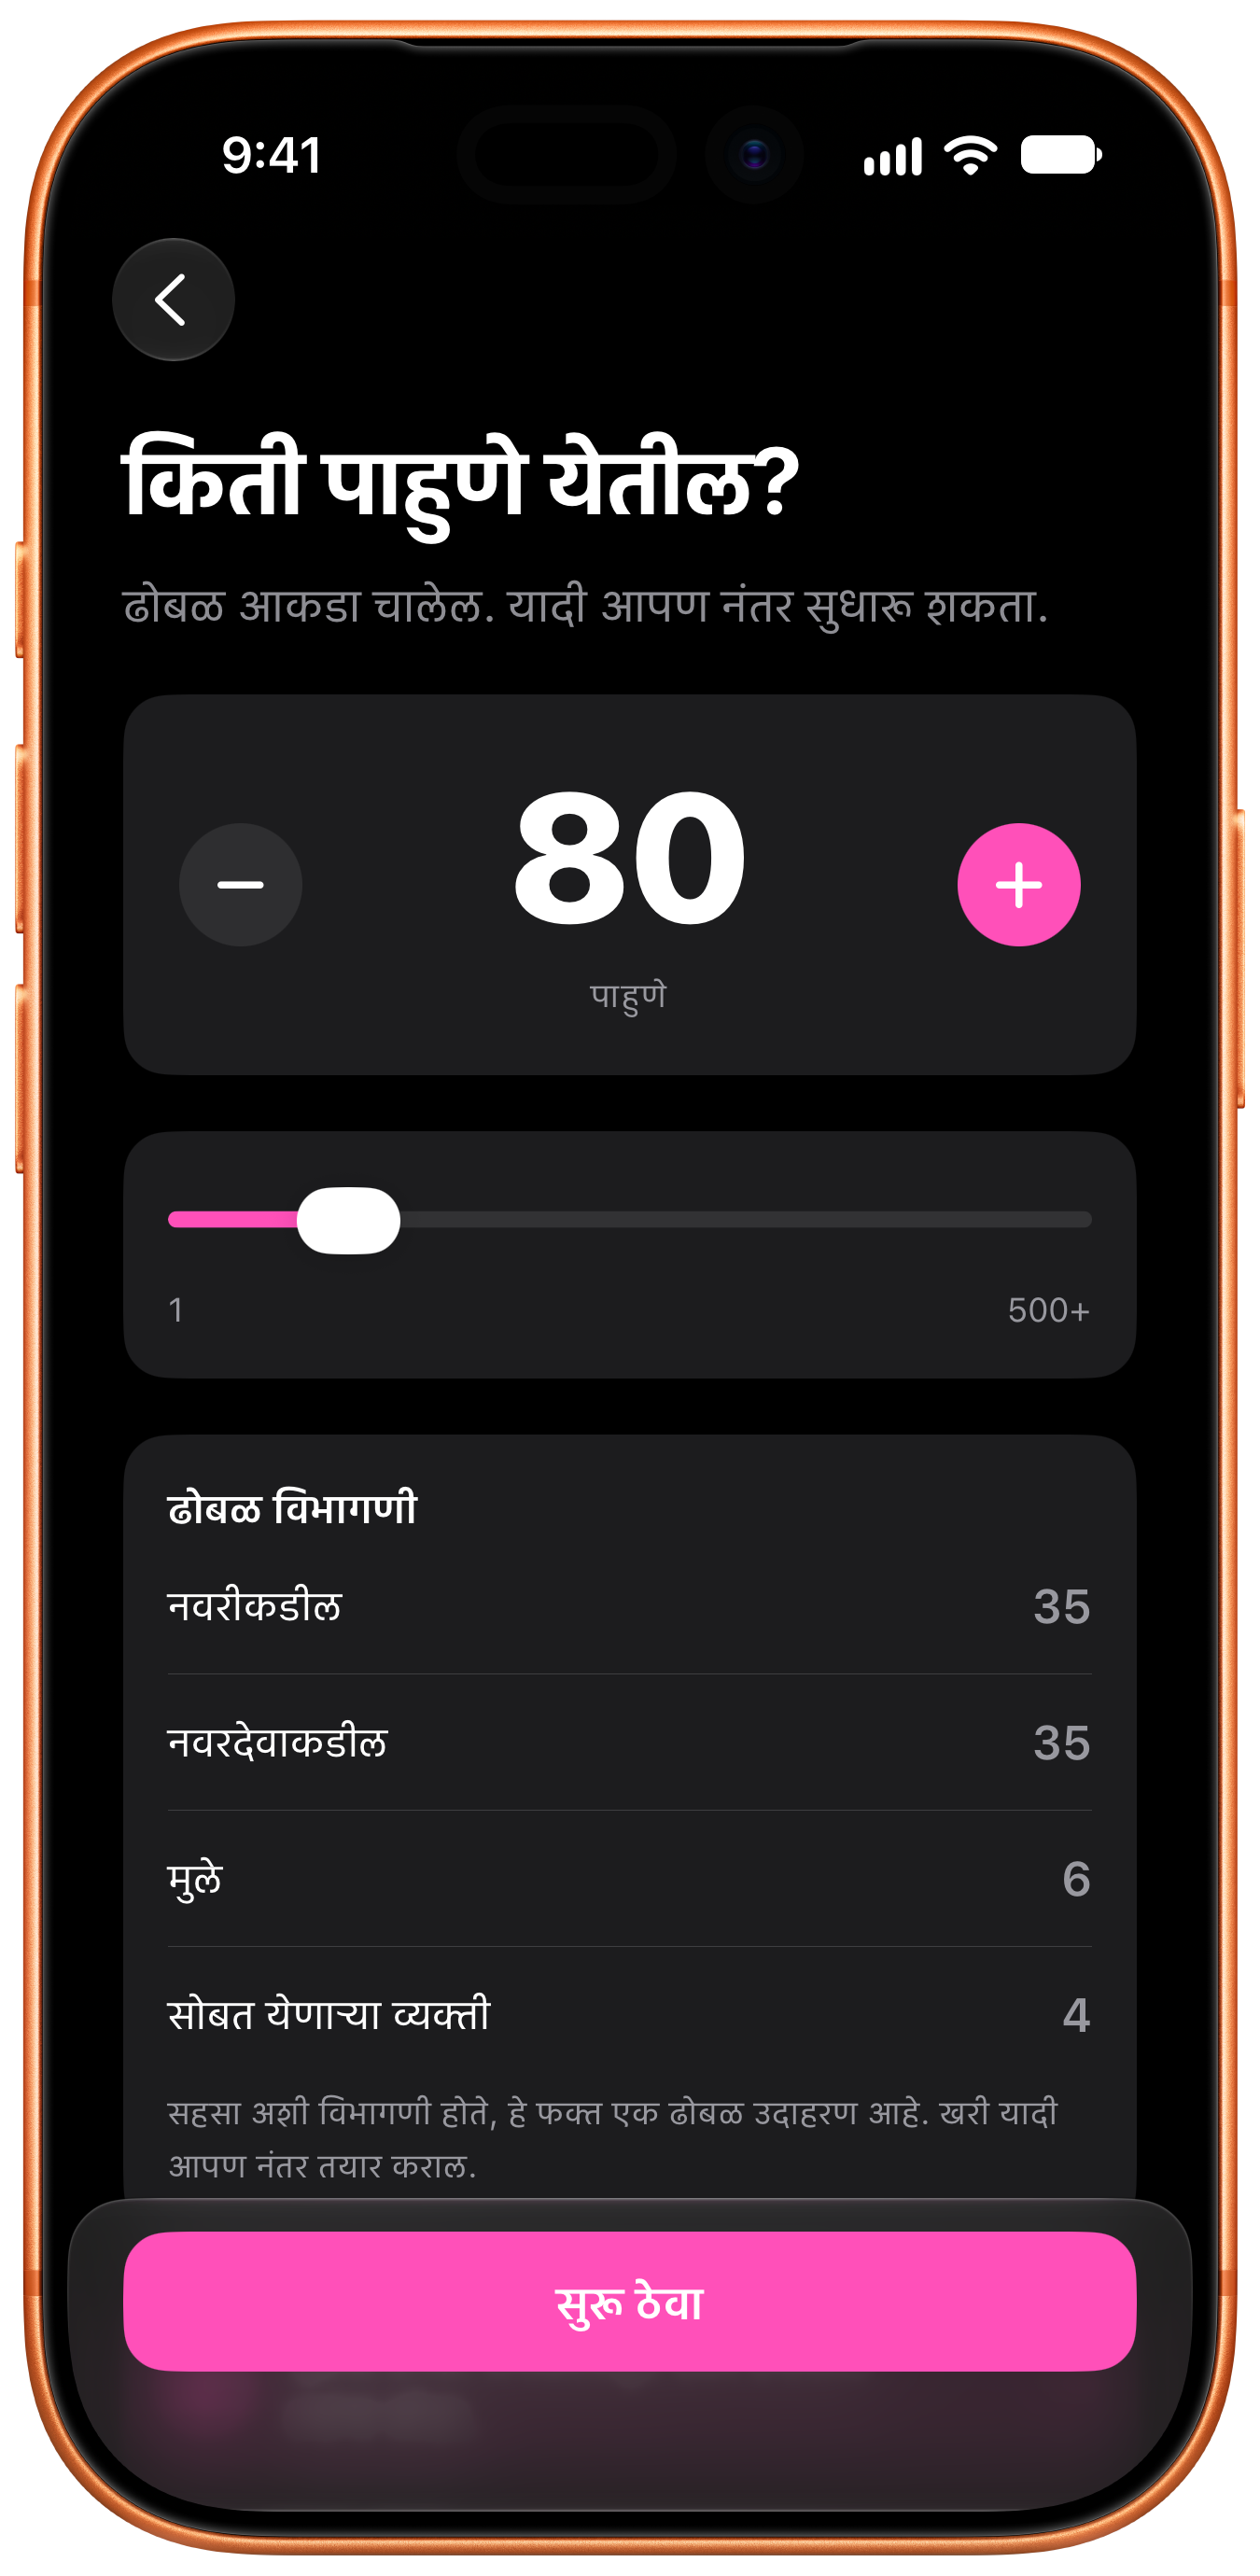 9:41
किती पाहुणे येतील?
ढोबळ आकडा चालेल. यादी आपण नंतर सुधारू शकता.
80
पाहुणे
1
500+
ढोबळ विभागणी
नवरीकडील 35
नवरदेवाकडील 35
मुले 6
सोबत येणाऱ्या व्यक्ती 4
सहसा अशी विभागणी होते, हे फक्त एक ढोबळ उदाहरण आहे. खरी यादी
आपण नंतर तयार कराल.
सुरू ठेवा